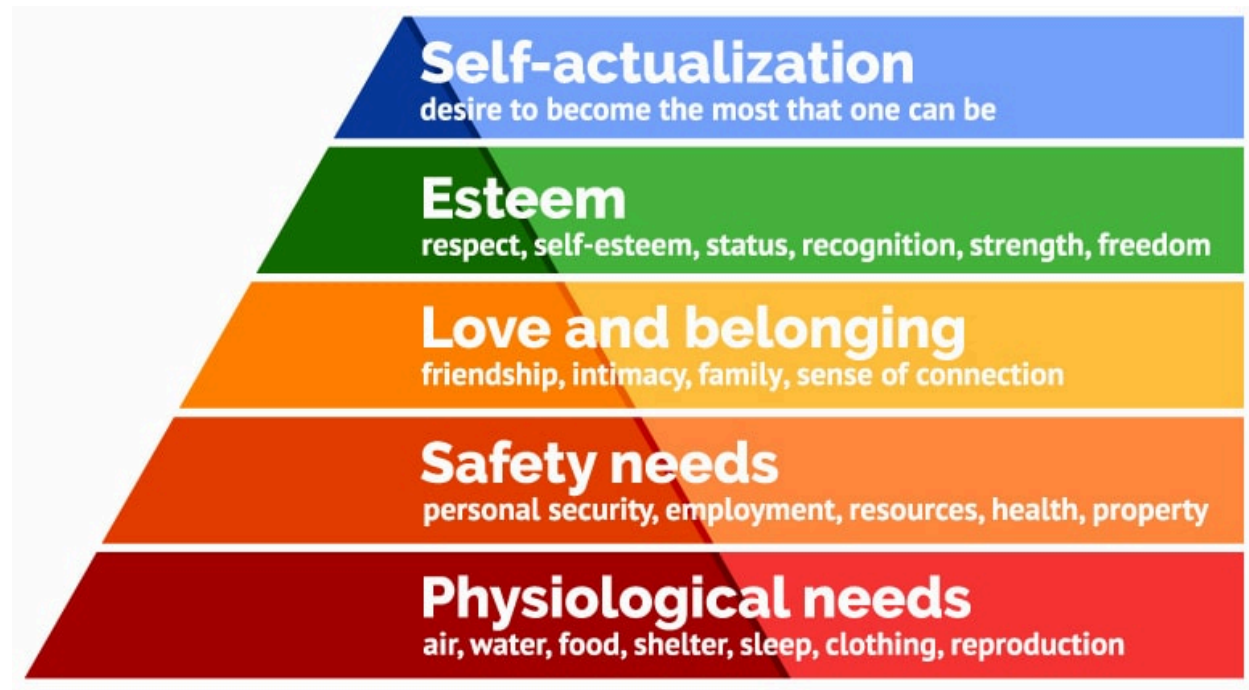 Self-actualization
desire to become the most that one can be
Esteem
respect, self-esteem, status, recognition, strength, freedom
Love and belonging
friendship, intimacy, family, sense of connection
Safety needs
personal security, employment, resources, health, property
Physiological needs
air, water, food, shelter, sleep, clothing, reproduction